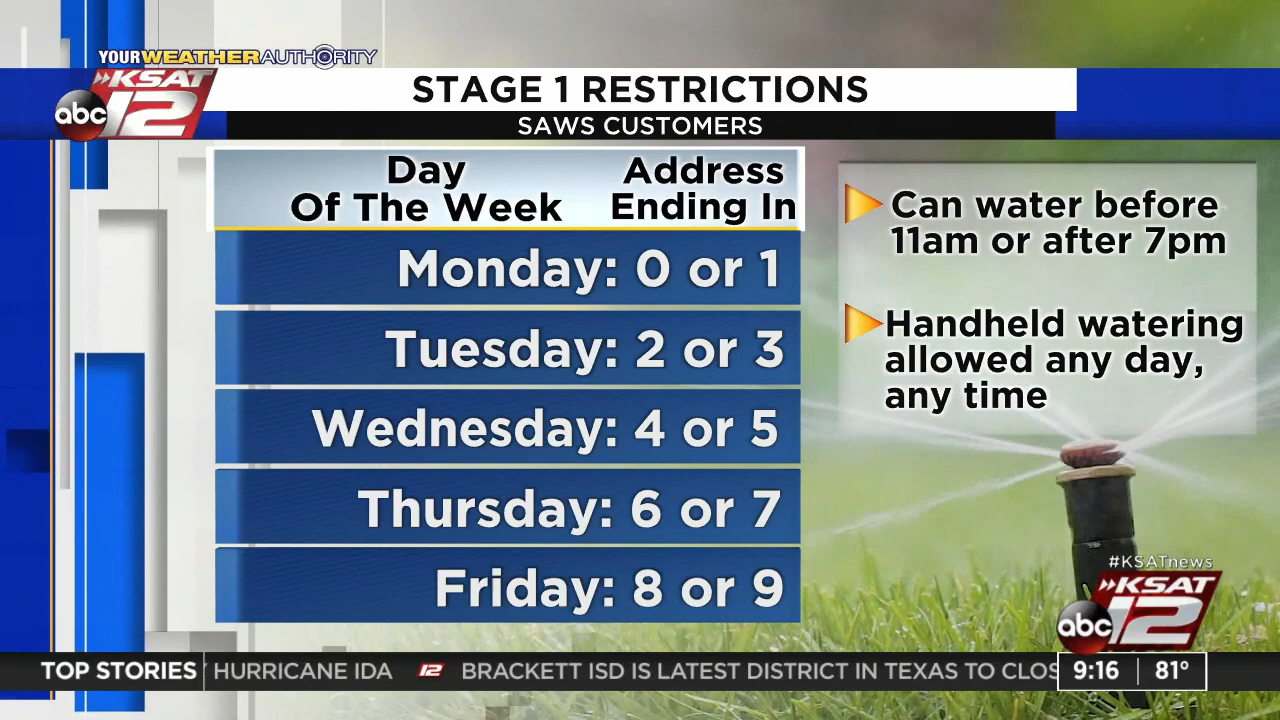 YOURWEATHERAUTHORITY
KSAT
abc 12
STAGE 1 RESTRICTIONS
SAWS CUSTOMERS
Day
Of The Week
Address
Ending In
Monday: 0 or 1
Tuesday: 2 or 3
Wednesday: 4 or 5
Thursday: 6 or 7
Friday: 8 or 9
Can water before
11am or after 7pm
Handheld watering
allowed any day,
any time
#KSATnews
KSAT
abc 12
TOP STORIES HURRICANE IDA 12 BRACKETT ISD IS LATEST DISTRICT IN TEXAS TO CLOS 9:16 81°